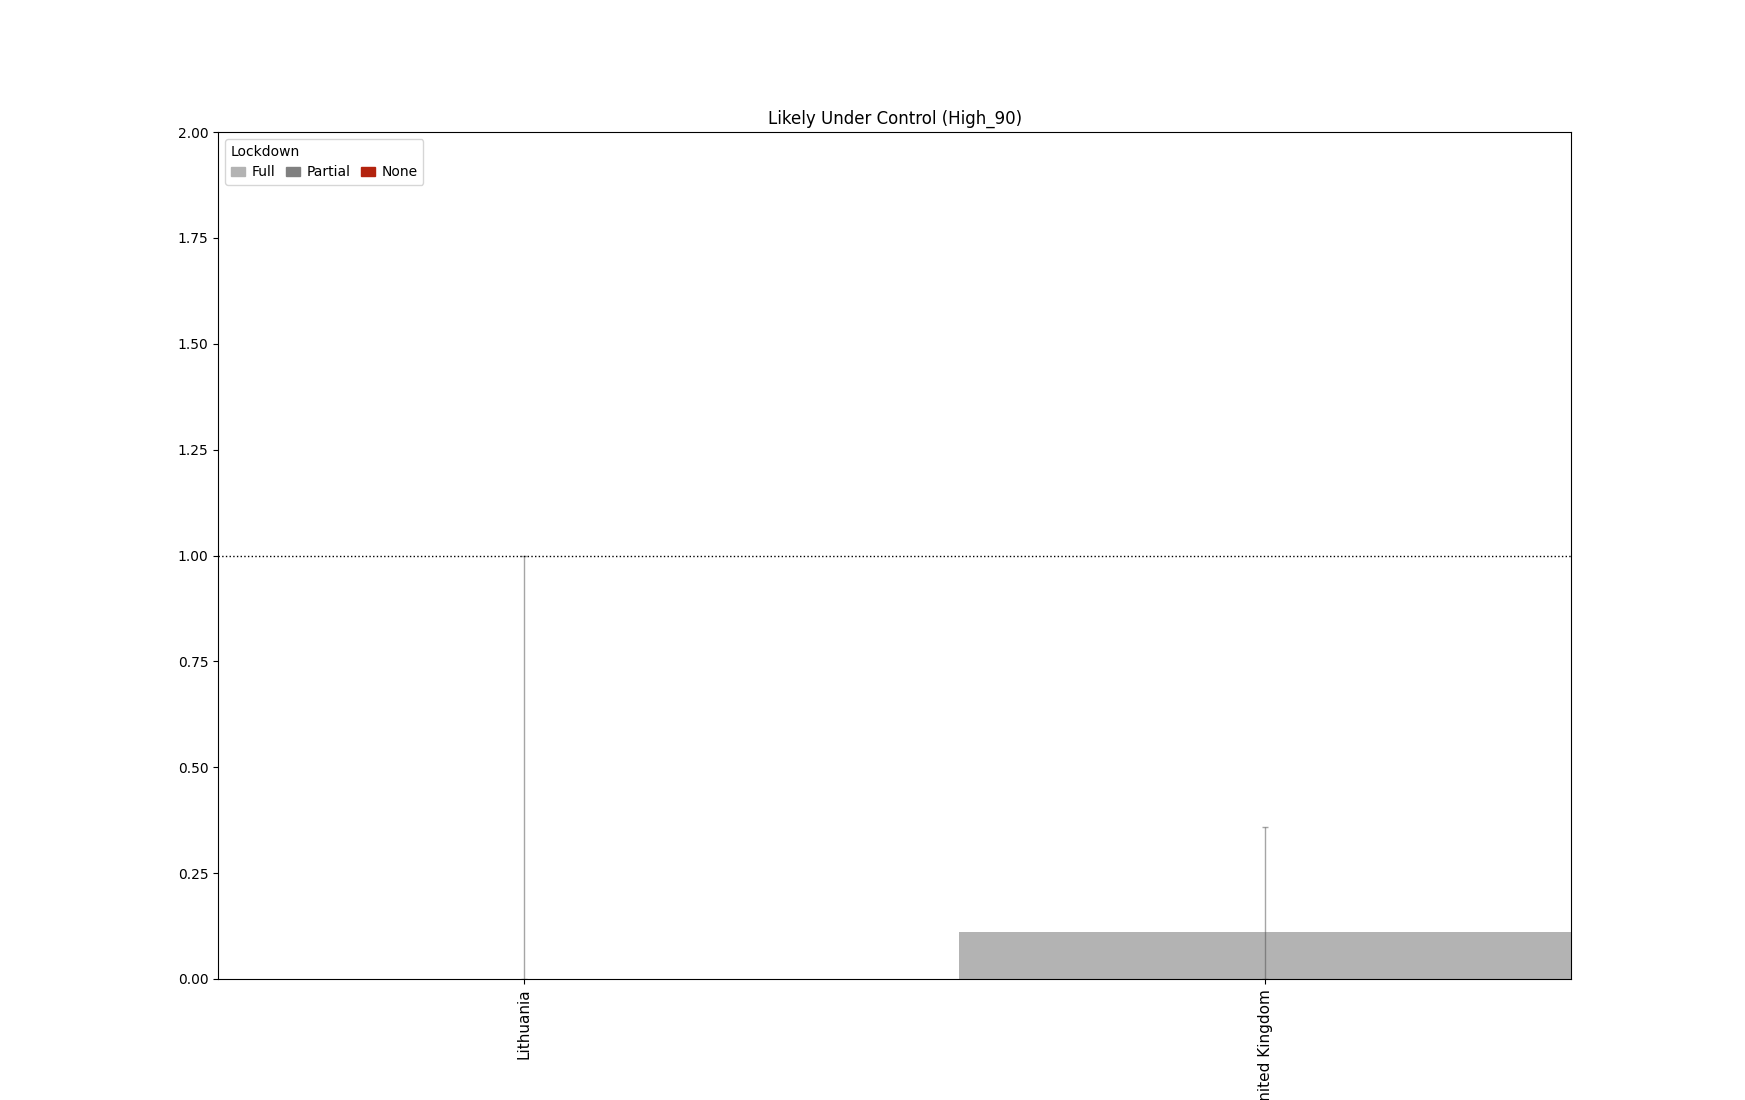 Likely Under Control (High_90)
2.00
Lockdown
Full Partial None
1.75
1.50
1.25
1.00
0.75
0.50
0.25
0.00
Lithuania
nited Kingdom